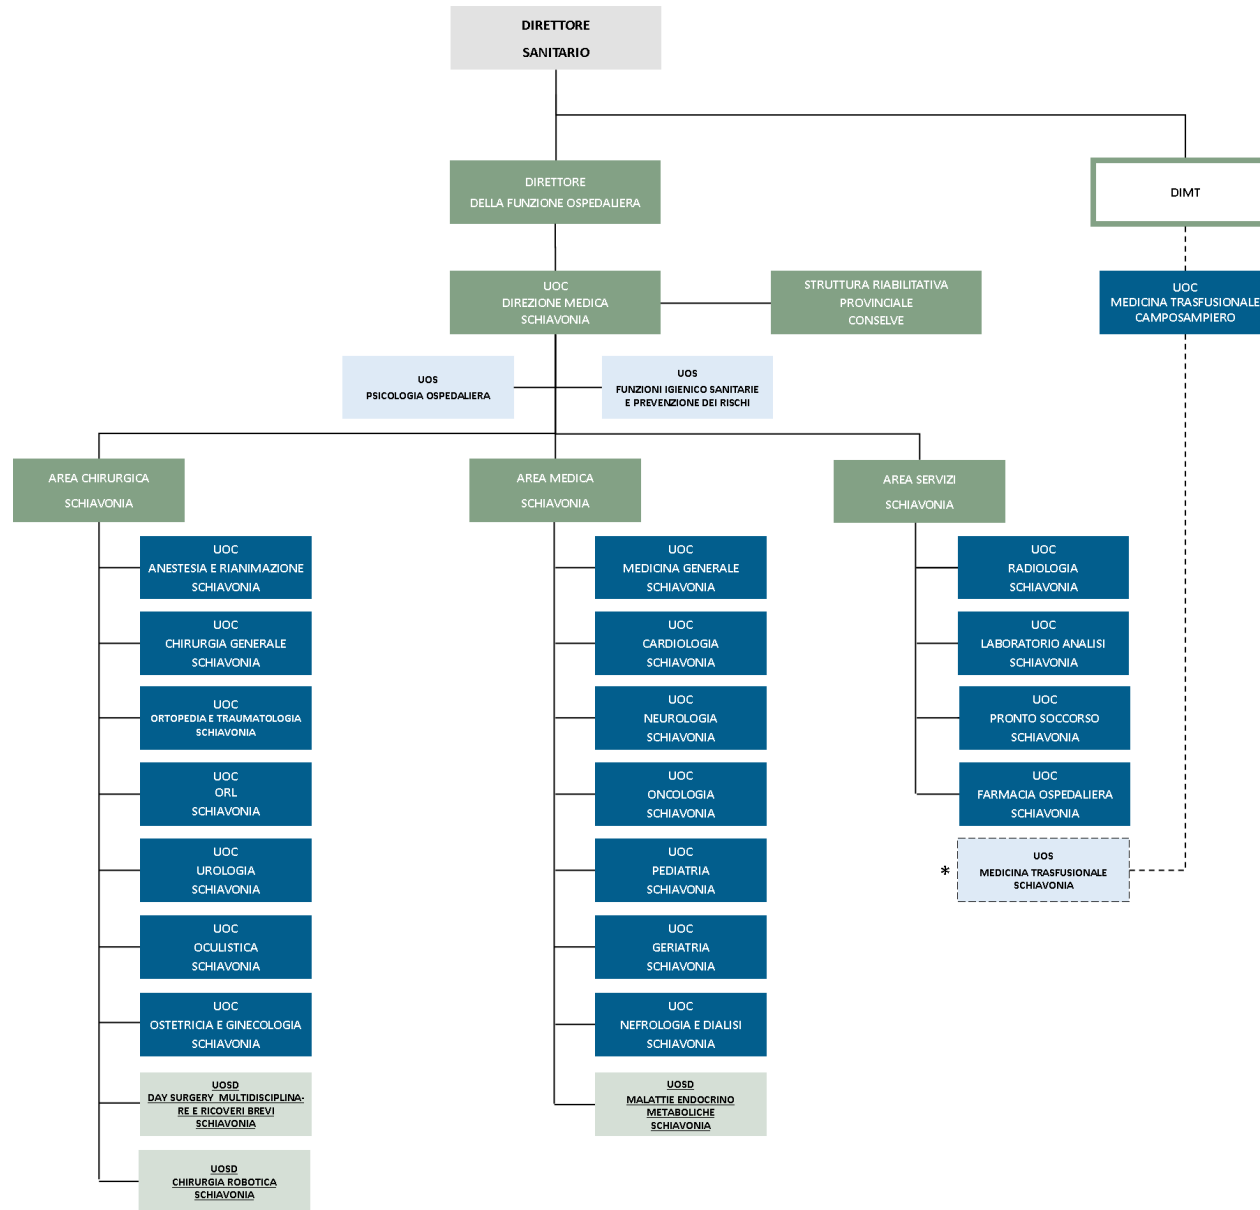 DIRETTORE
SANITARIO
DIRETTORE
DELLA FUNZIONE OSPEDALIERA
DIMT
UOC
DIREZIONE MEDICA
SCHIAVONIA
STRUTTURA RIABILITATIVA
PROVINCIALE
CONSELVE
UOC
MEDICINA TRASFUSIONALE
CAMPOSAMPIERO
UOS
PSICOLOGIA OSPEDALIERA
UOS
FUNZIONI IGIENICO SANITARIE
E PREVENZIONE DEI RISCHI
AREA CHIRURGICA
SCHIAVONIA
UOC
ANESTESIA E RIANIMAZIONE
SCHIAVONIA
UOC
CHIRURGIA GENERALE
SCHIAVONIA
UOC
ORTOPEDIA E TRAUMATOLOGIA
SCHIAVONIA
UOC
ORL
SCHIAVONIA
UOC
UROLOGIA
SCHIAVONIA
UOC
OCULISTICA
SCHIAVONIA
UOC
OSTETRICIA E GINECOLOGIA
SCHIAVONIA
UOSD
DAY SURGERY MULTIDISCIPLINA-
RE E RICOVERI BREVI
SCHIAVONIA
UOSD
CHIRURGIA ROBOTICA
SCHIAVONIA
AREA MEDICA
SCHIAVONIA
UOC
MEDICINA GENERALE
SCHIAVONIA
UOC
CARDIOLOGIA
SCHIAVONIA
UOC
NEUROLOGIA
SCHIAVONIA
UOC
ONCOLOGIA
SCHIAVONIA
UOC
PEDIATRIA
SCHIAVONIA
UOC
GERIATRIA
SCHIAVONIA
UOC
NEFROLOGIA E DIALISI
SCHIAVONIA
UOSD
MALATTIE ENDOCRINO
METABOLICHE
SCHIAVONIA
AREA SERVIZI
SCHIAVONIA
UOC
RADIOLOGIA
SCHIAVONIA
UOC
LABORATORIO ANALISI
SCHIAVONIA
UOC
PRONTO SOCCORSO
SCHIAVONIA
UOC
FARMACIA OSPEDALIERA
SCHIAVONIA
*
UOS
MEDICINA TRASFUSIONALE
SCHIAVONIA